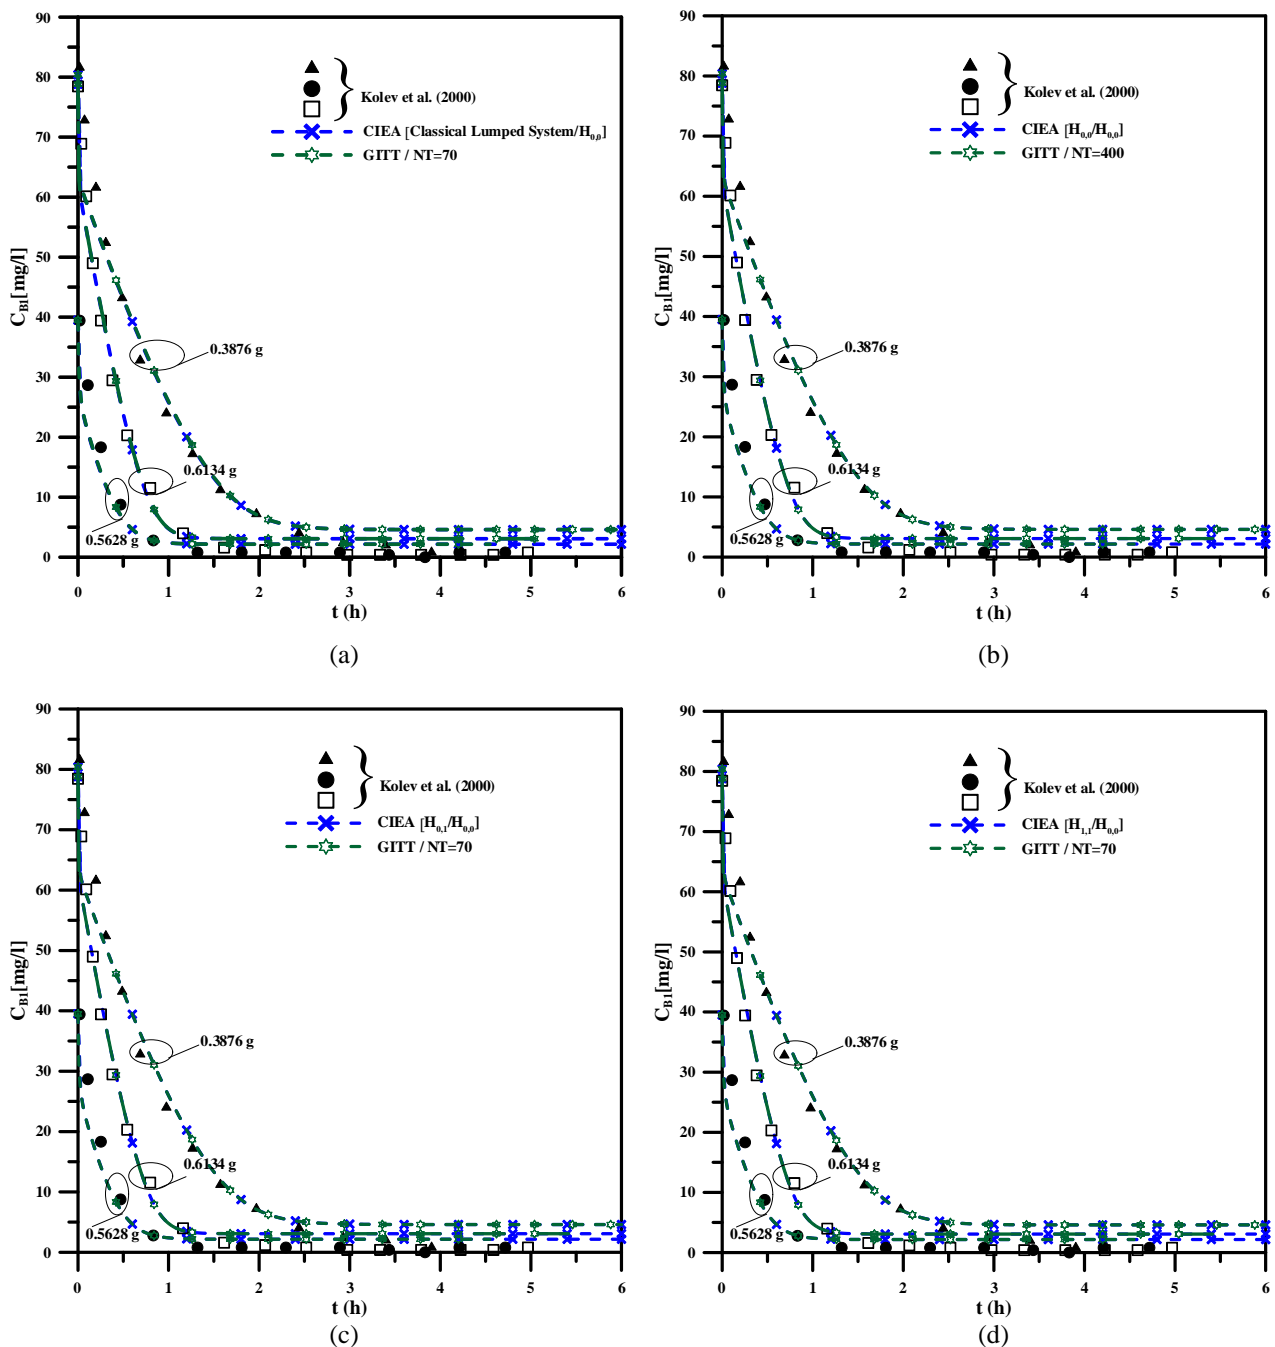 90
80
70
60
50
40
30
20
10
0
C_B1[mg/l]
Kolev et al. (2000)
CIEA [Classical Lumped System/H_0,0]
GITT / NT=70
0.3876 g
0.6134 g
0.5628 g
0 1 2 3 4 5 6
t (h)
(a)
90
80
70
60
50
40
30
20
10
0
C_B1[mg/l]
Kolev et al. (2000)
CIEA [H_0,0/H_0,0]
GITT / NT=400
0.3876 g
0.6134 g
0.5628 g
0 1 2 3 4 5 6
t (h)
(b)
90
80
70
60
50
40
30
20
10
0
C_B1[mg/l]
Kolev et al. (2000)
CIEA [H_0,1/H_0,0]
GITT / NT=70
0.3876 g
0.6134 g
0.5628 g
0 1 2 3 4 5 6
t (h)
(c)
90
80
70
60
50
40
30
20
10
0
C_B1[mg/l]
Kolev et al. (2000)
CIEA [H_1,1/H_0,0]
GITT / NT=70
0.3876 g
0.6134 g
0.5628 g
0 1 2 3 4 5 6
t (h)
(d)